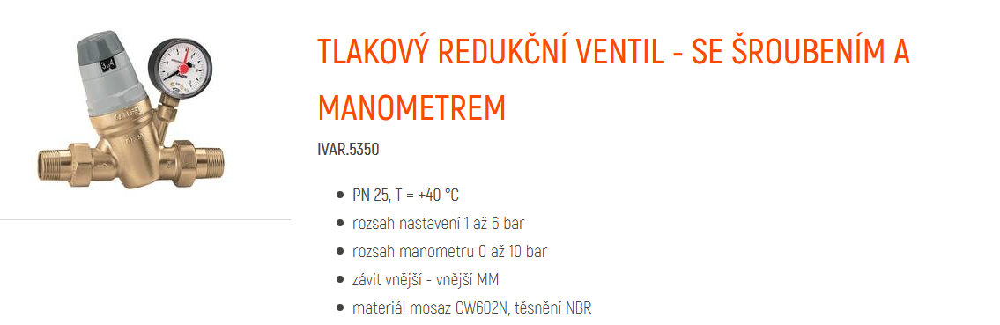 TLAKOVÝ REDUKČNÍ VENTIL - SE ŠROUBENÍM A
MANOMETREM
IVAR.5350
PN 25, T = +40 °C
rozsah nastavení 1 až 6 bar
rozsah manometru 0 až 10 bar
závit vnější - vnější MM
materiál mosaz CW602N, těsnění NBR